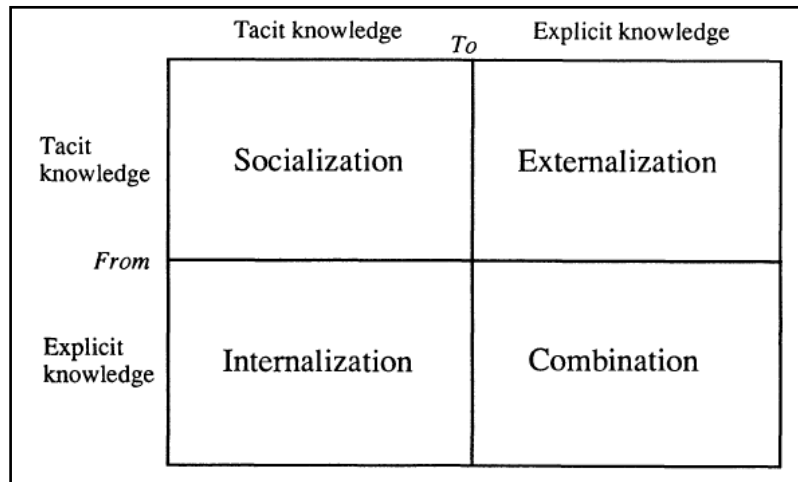 Tacit knowledge To Explicit knowledge
Tacit
knowledge
Socialization
Externalization
From
Explicit
knowledge
Internalization
Combination